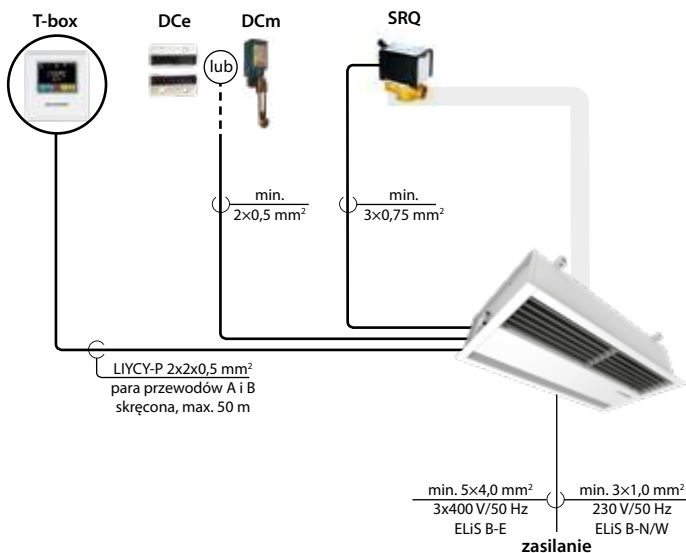 T-box
DCe
DCm
SRQ
lub
min.
2×0,5 mm²
min.
3×0,75 mm²
LIYCY-P 2x2x0,5 mm²
para przewodów A i B
skręcona, max. 50 m
min. 5×4,0 mm²
3x400 V/50 Hz
ELiS B-E
min. 3×1,0 mm²
230 V/50 Hz
ELiS B-N/W
zasilanie